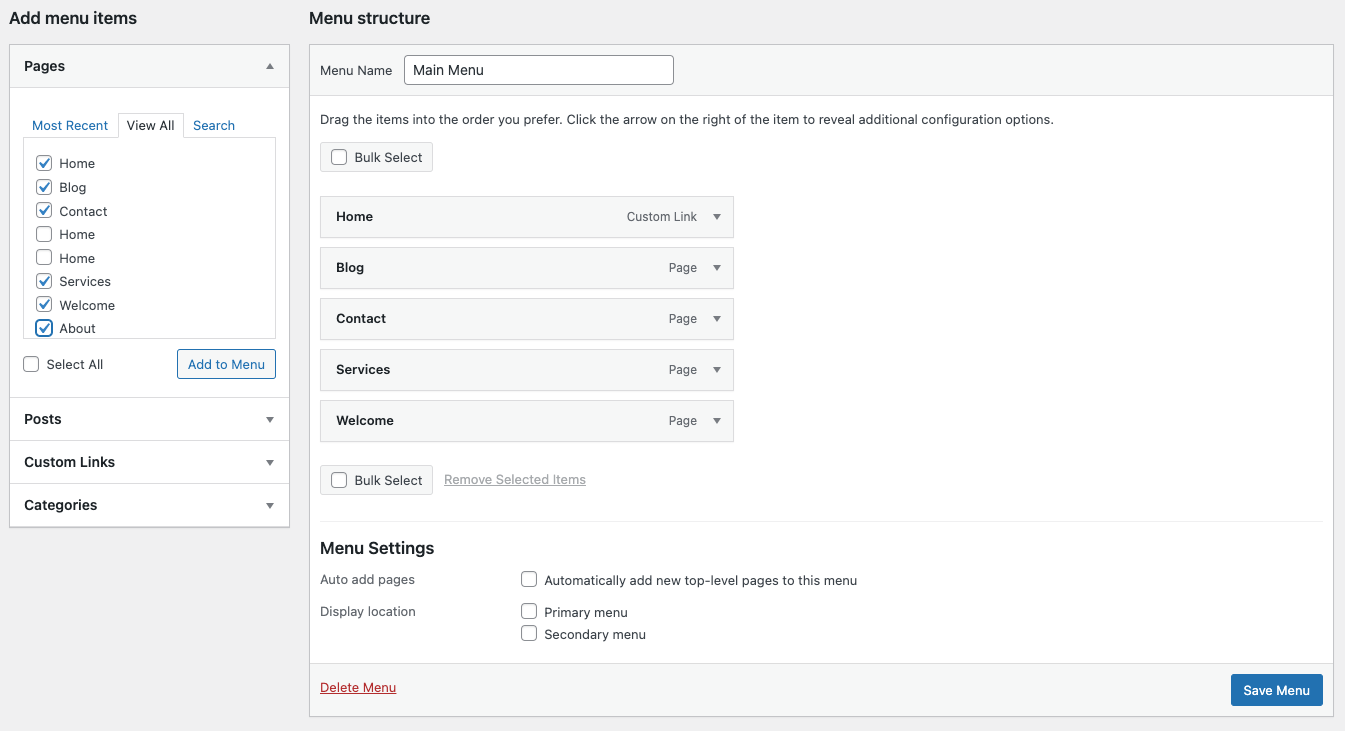 Add menu items
Pages
Most Recent View All Search
Home
Blog
Contact
Home
Home
Services
Welcome
About
Select All Add to Menu
Posts
Custom Links
Categories
Menu structure
Menu Name Main Menu
Drag the items into the order you prefer. Click the arrow on the right of the item to reveal additional configuration options.
Bulk Select
Home Custom Link
Blog Page
Contact Page
Services Page
Welcome Page
Bulk Select Remove Selected Items
Menu Settings
Auto add pages Automatically add new top-level pages to this menu
Display location Primary menu
Secondary menu
Delete Menu Save Menu